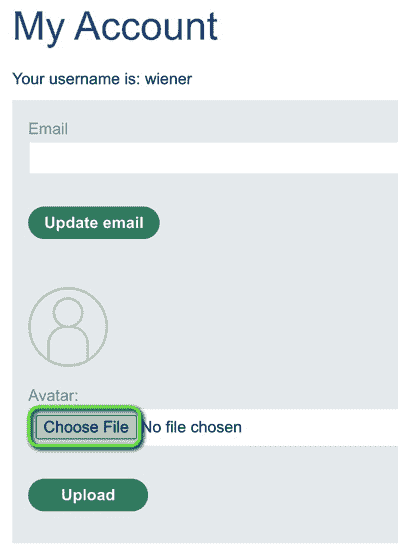 My Account
Your username is: wiener
Email
Update email
Avatar:
Choose File No file chosen
Upload